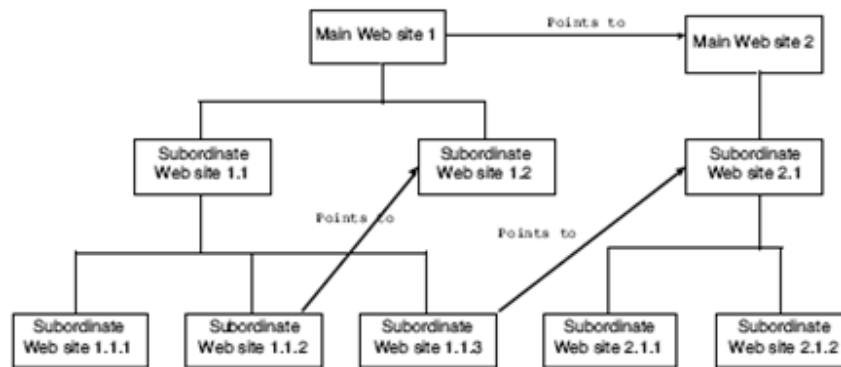 Main Web site 1
Points to
Main Web site 2
Subordinate
Web site 1.1
Subordinate
Web site 1.2
Subordinate
Web site 2.1
Points to
Points to
Subordinate
Web site 1.1.1
Subordinate
Web site 1.1.2
Subordinate
Web site 1.1.3
Subordinate
Web site 2.1.1
Subordinate
Web site 2.1.2